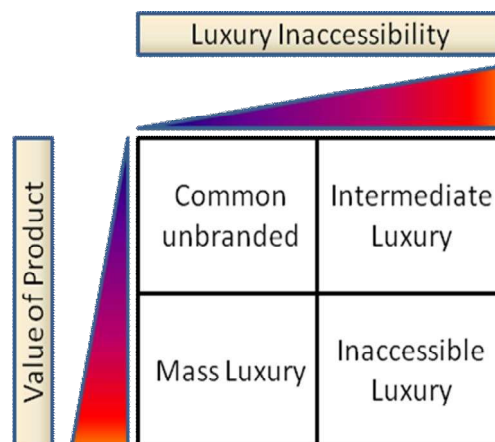 Luxury Inaccessibility
Value of Product
Common
unbranded
Intermediate
Luxury
Mass Luxury
Inaccessible
Luxury